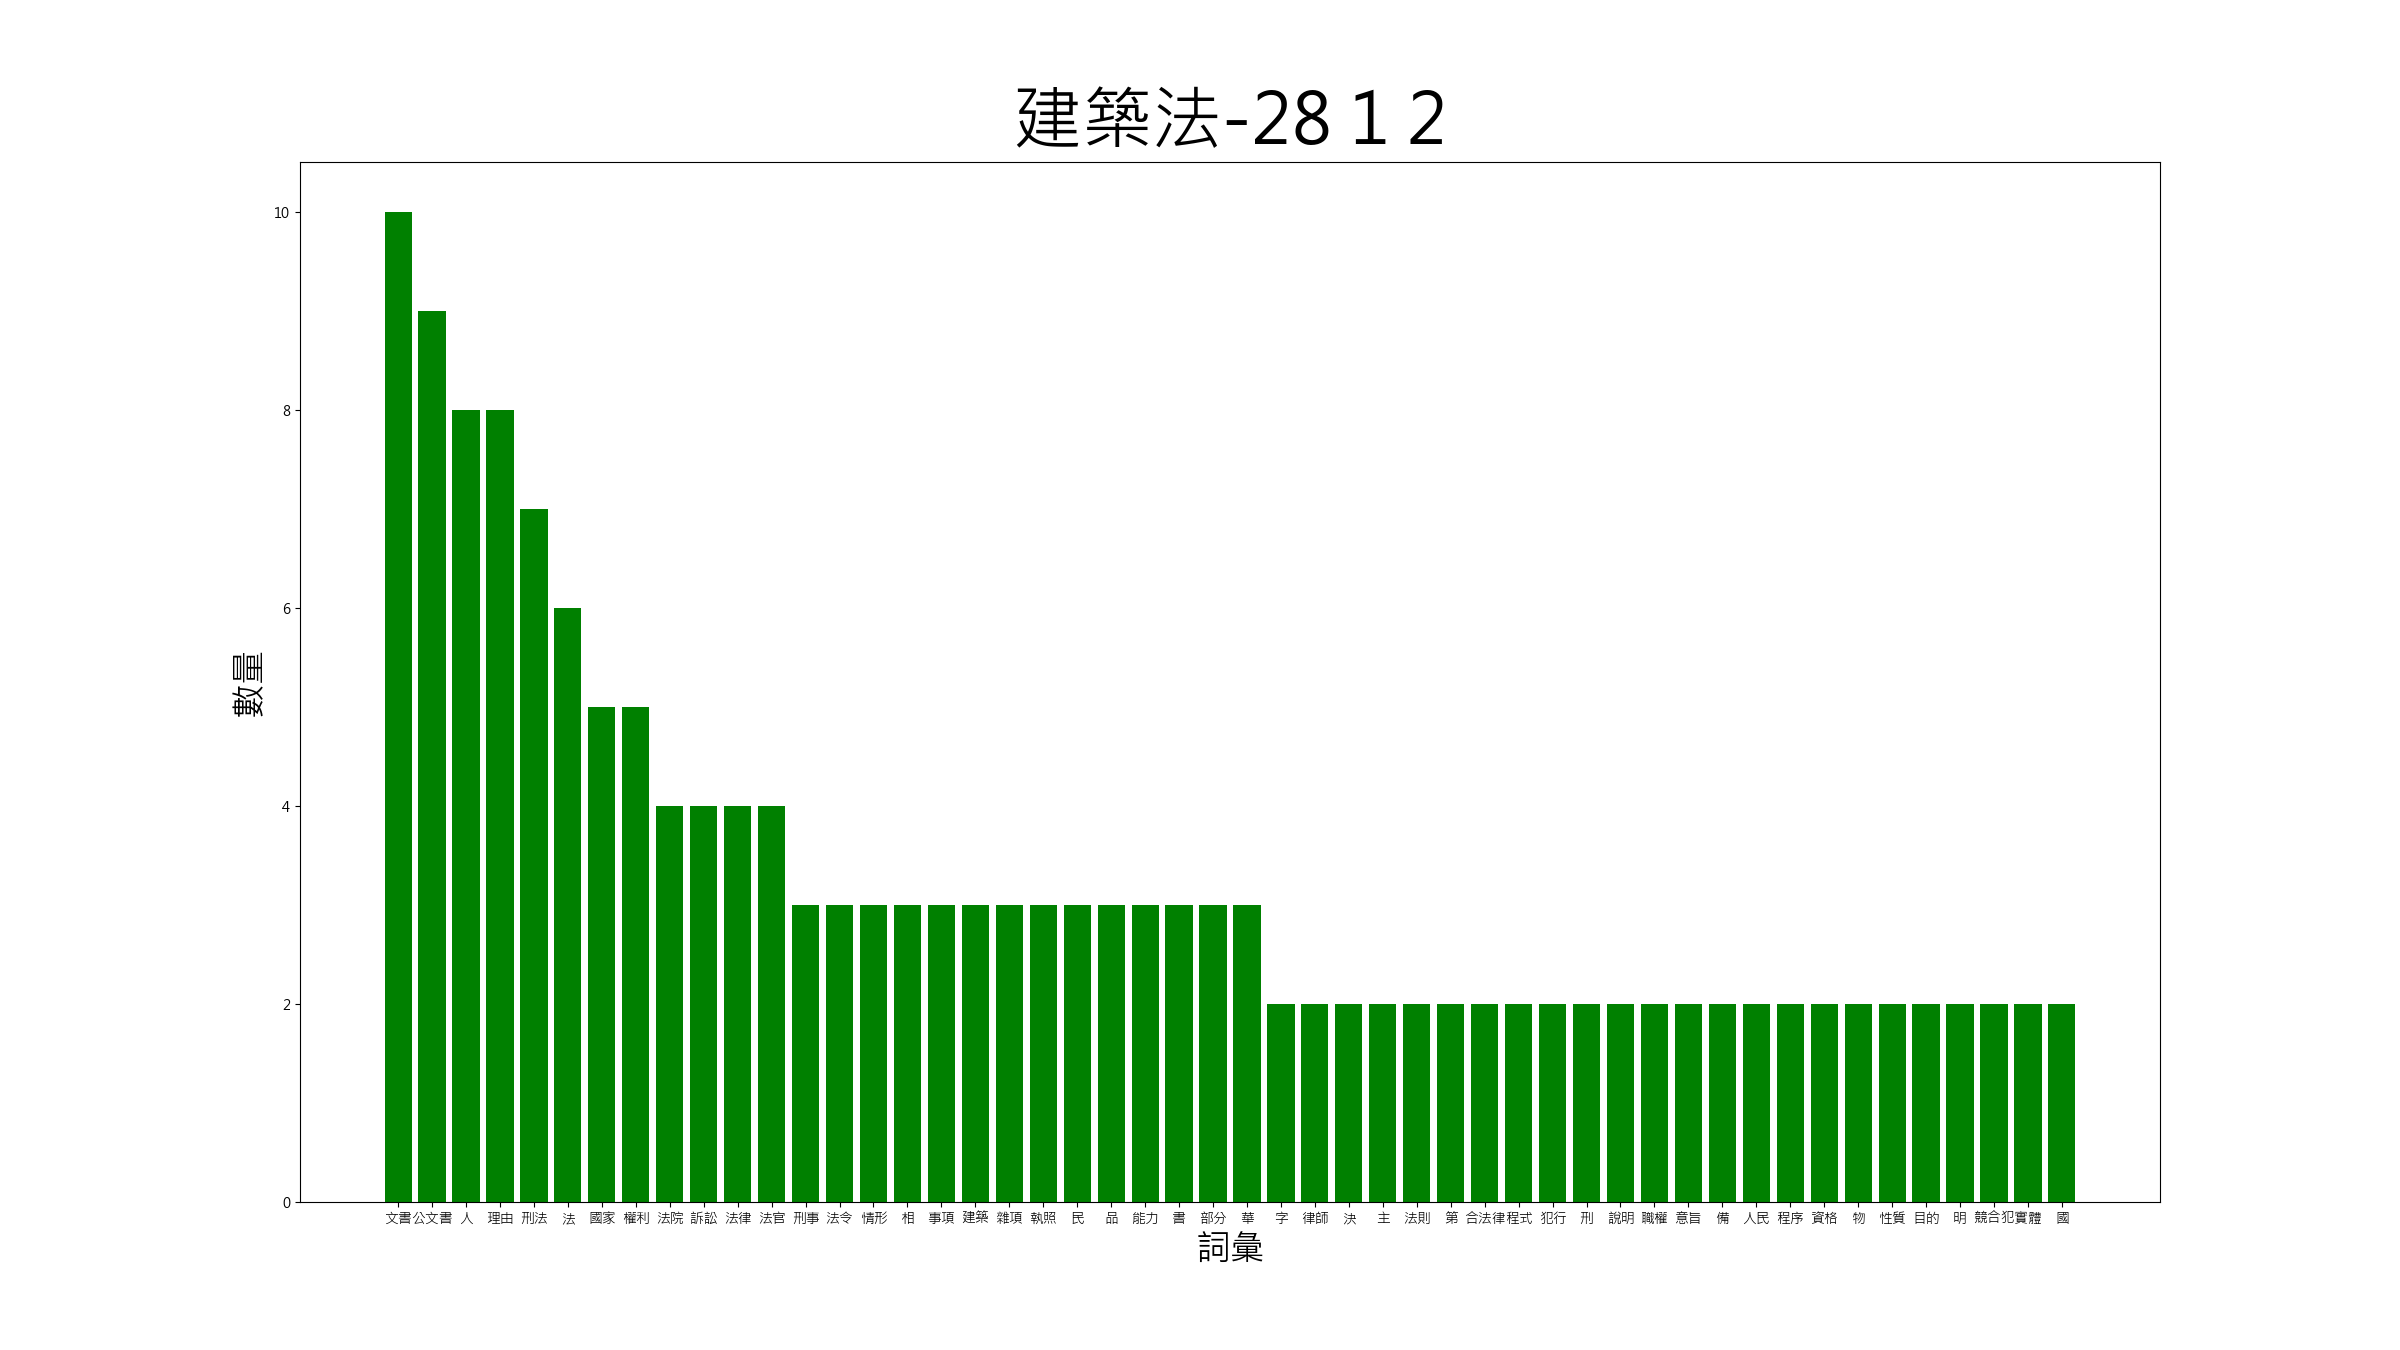 建築法-28 1 2
10
8
6
4
2
0
數量
文書 公文書 人 理由 刑法 法 國家 權利 法院 訴訟 法律 法官 刑事 法令 情形 相 事項 建築 雜項 執照 民 品 能力 書 部分 華 字 律師 決 主 法則 第 合法律 程式 犯行 刑 說明 職權 意旨 備 人民 程序 資格 物 性質 目的 明 競合犯 實體 國
詞彙